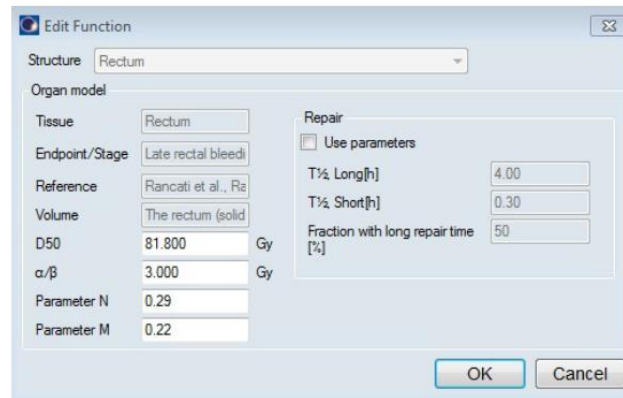 Edit Function
Structure Rectum
Organ model
Tissue Rectum
Endpoint/Stage Late rectal bleedi
Reference Rancati et al., Ra
Volume The rectum (solid
D50 81.800 Gy
α/β 3.000 Gy
Parameter N 0.29
Parameter M 0.22
Repair
Use parameters
T½, Long[h] 4.00
T½, Short[h] 0.30
Fraction with long repair time 50
[%]
OK Cancel